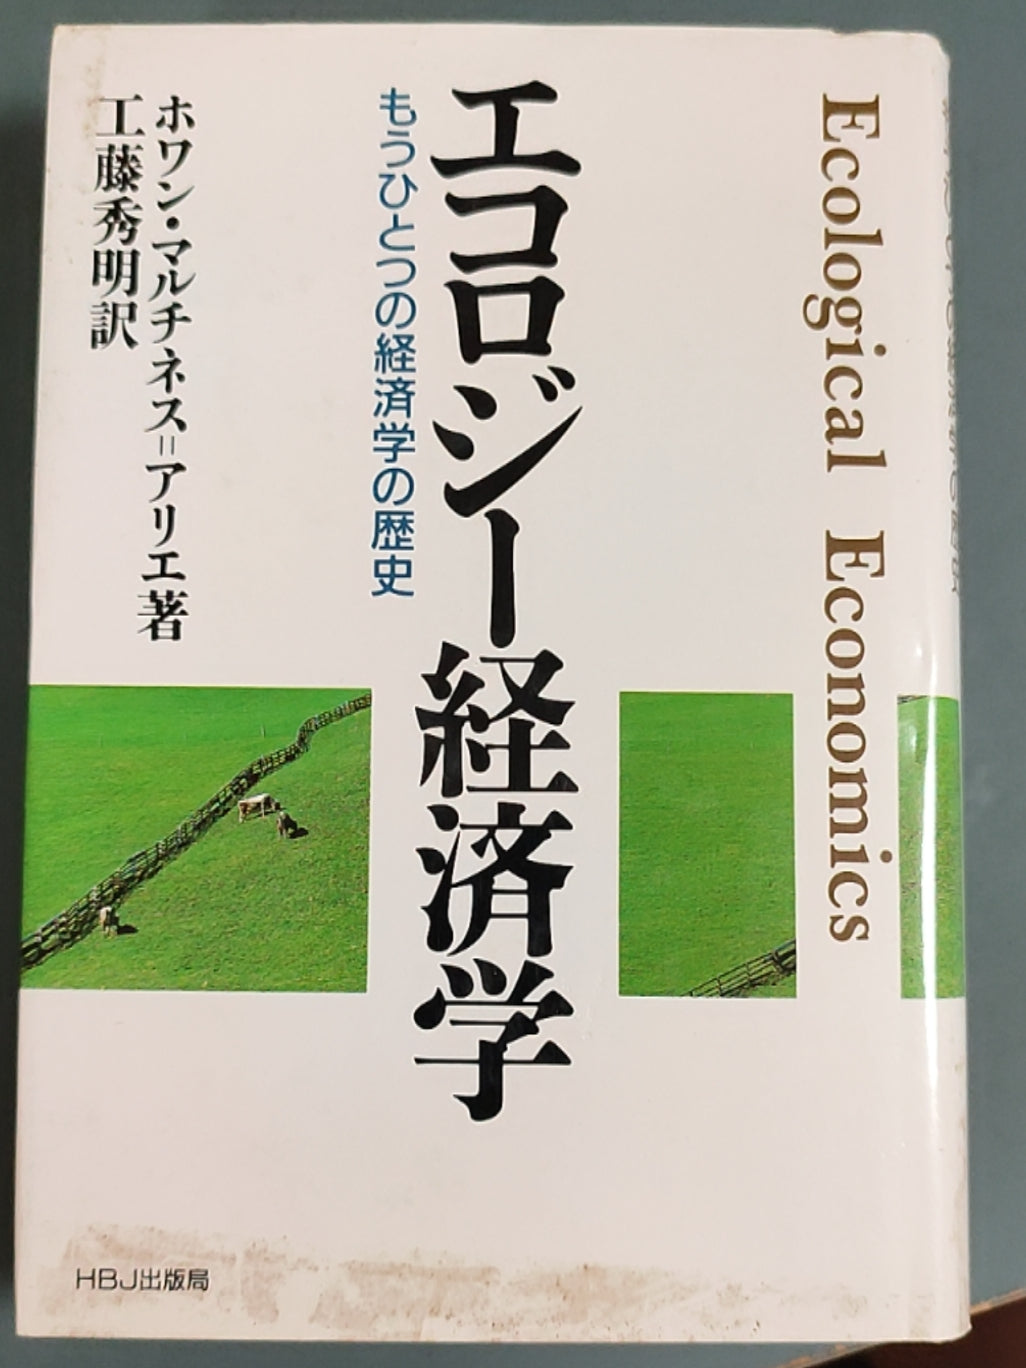 Ecological Economics
エコロジー経済学
もうひとつの経済学の歴史
ホワン・マルチネス=アリエ著
工藤秀明訳
HBJ出版局